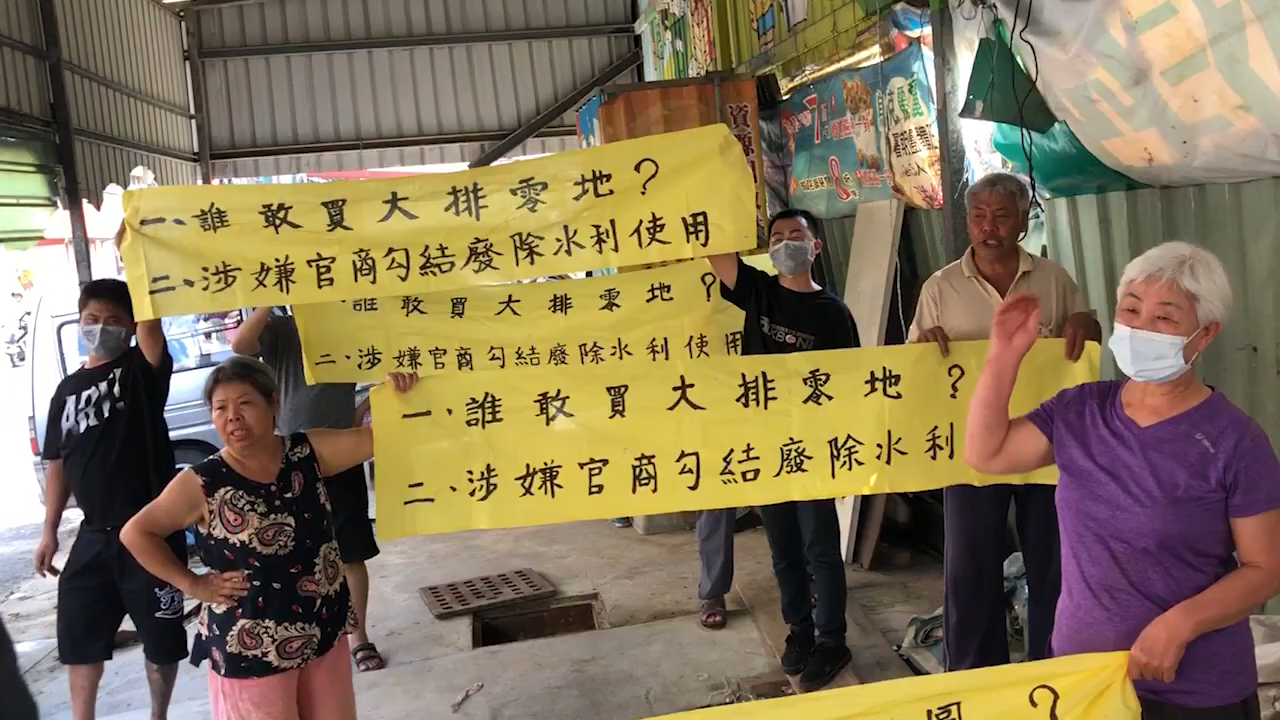 一、誰敢買大排零地？
二、涉嫌官商勾結廢除水利使用
誰敢買大排零地？
二、涉嫌官商勾結廢除水利使用
一、誰敢買大排零地？
二、涉嫌官商勾結廢除水利
？
ART!
資源